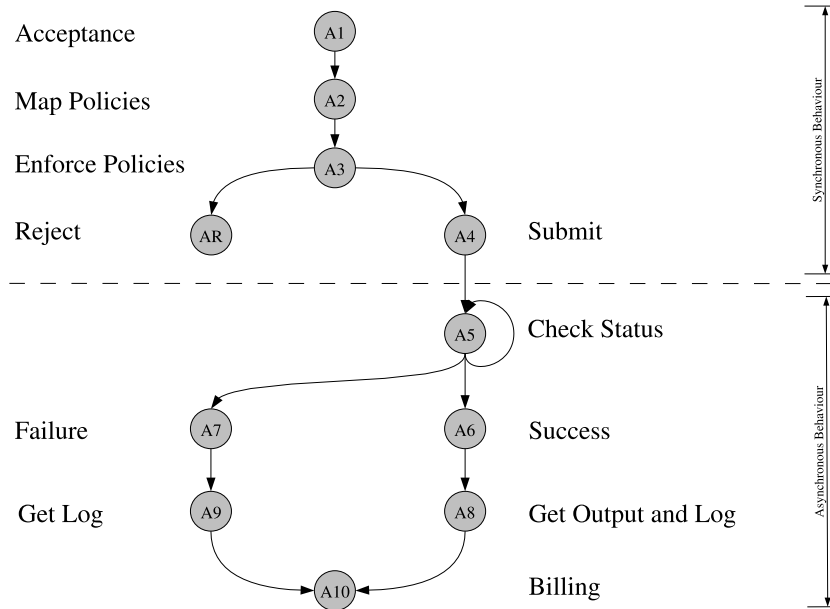 Acceptance
A1
Map Policies
A2
Enforce Policies
A3
Reject
AR
A4
Submit
Synchronous Behaviour
A5
Check Status
Failure
A7
A6
Success
Get Log
A9
A8
Get Output and Log
A10
Billing
Asynchronous Behaviour